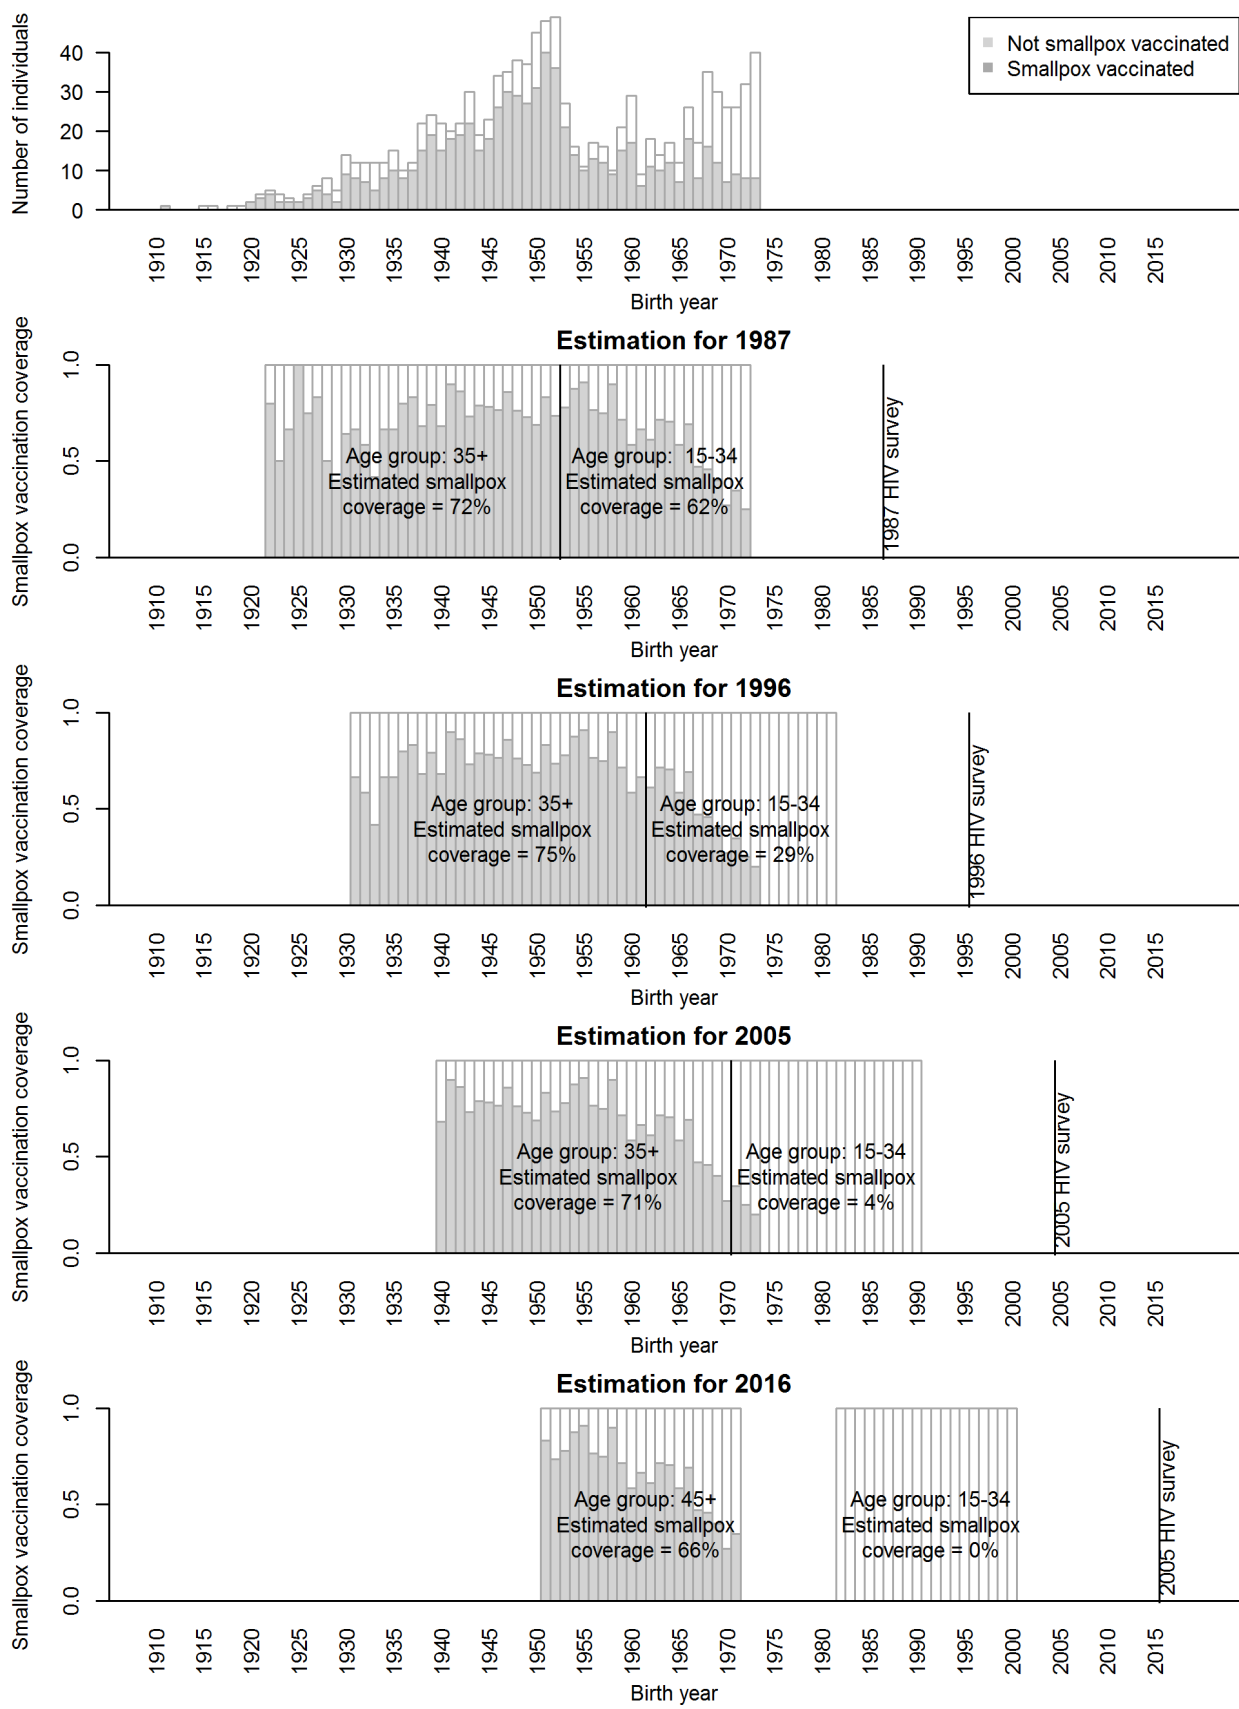 Number of individuals
40
30
20
10
0
Not smallpox vaccinated
Smallpox vaccinated
1910 1915 1920 1925 1930 1935 1940 1945 1950 1955 1960 1965 1970 1975 1980 1985 1990 1995 2000 2005 2010 2015
Birth year
Estimation for 1987
Smallpox vaccination coverage
1.0
0.5
0.0
Age group: 35+
Estimated smallpox
coverage = 72%
Age group:  15-34
Estimated smallpox
coverage = 62%
1987 HIV survey
1910 1915 1920 1925 1930 1935 1940 1945 1950 1955 1960 1965 1970 1975 1980 1985 1990 1995 2000 2005 2010 2015
Birth year
Estimation for 1996
Smallpox vaccination coverage
1.0
0.5
0.0
Age group: 35+
Estimated smallpox
coverage = 75%
Age group: 15-34
Estimated smallpox
coverage = 29%
1996 HIV survey
1910 1915 1920 1925 1930 1935 1940 1945 1950 1955 1960 1965 1970 1975 1980 1985 1990 1995 2000 2005 2010 2015
Birth year
Estimation for 2005
Smallpox vaccination coverage
1.0
0.5
0.0
Age group: 35+
Estimated smallpox
coverage = 71%
Age group: 15-34
Estimated smallpox
coverage = 4%
2005 HIV survey
1910 1915 1920 1925 1930 1935 1940 1945 1950 1955 1960 1965 1970 1975 1980 1985 1990 1995 2000 2005 2010 2015
Birth year
Estimation for 2016
Smallpox vaccination coverage
1.0
0.5
0.0
Age group: 45+
Estimated smallpox
coverage = 66%
Age group: 15-34
Estimated smallpox
coverage = 0%
2005 HIV survey
1910 1915 1920 1925 1930 1935 1940 1945 1950 1955 1960 1965 1970 1975 1980 1985 1990 1995 2000 2005 2010 2015
Birth year